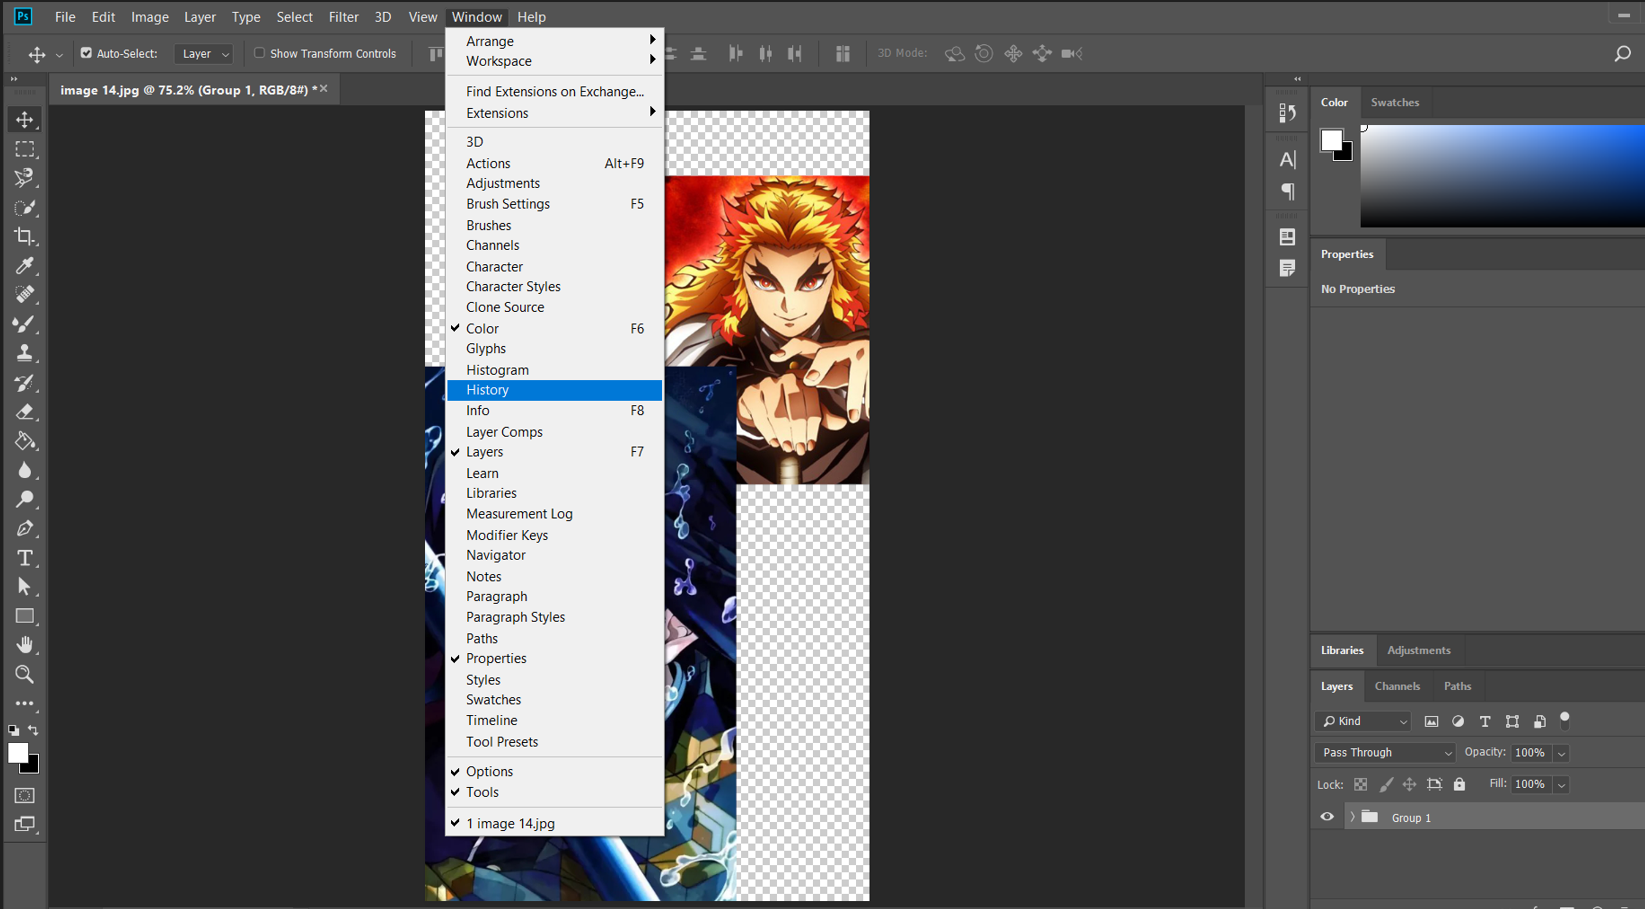 Ps File Edit Image Layer Type Select Filter 3D View Window Help
Auto-Select: Layer Show Transform Controls 3D Mode:
image 14.jpg @ 75.2% (Group 1, RGB/8#) *
Arrange
Workspace
Find Extensions on Exchange...
Extensions
3D
Actions Alt+F9
Adjustments
Brush Settings F5
Brushes
Channels
Character
Character Styles
Clone Source
Color F6
Glyphs
Histogram
History
Info F8
Layer Comps
Layers F7
Learn
Libraries
Measurement Log
Modifier Keys
Navigator
Notes
Paragraph
Paragraph Styles
Paths
Properties
Styles
Swatches
Timeline
Tool Presets
Options
Tools
1 image 14.jpg
Color Swatches
Properties
No Properties
Libraries Adjustments
Layers Channels Paths
Kind
Pass Through Opacity: 100%
Lock: Fill: 100%
Group 1